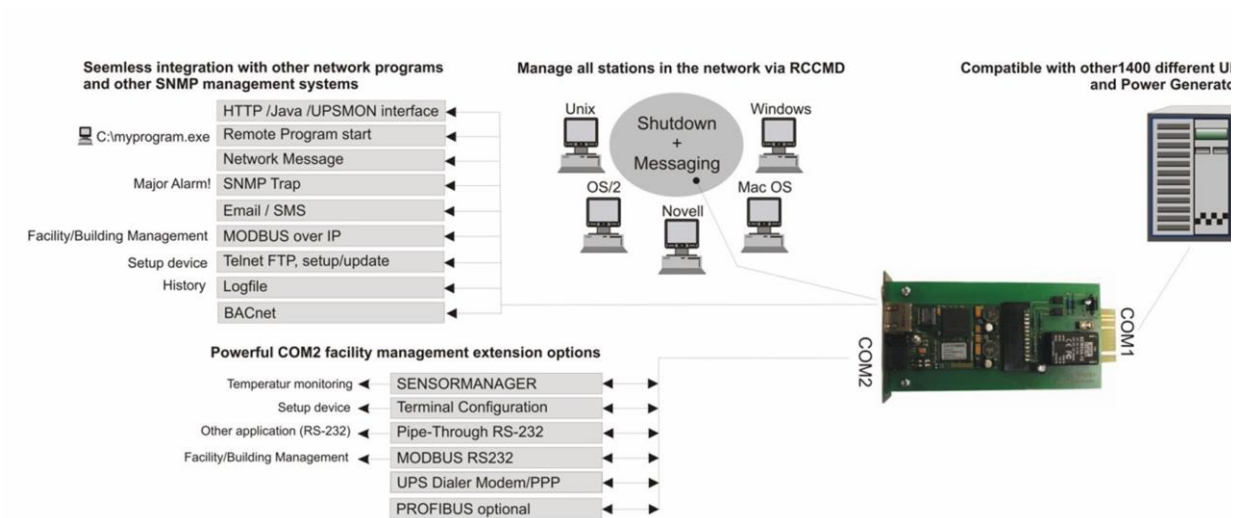 Seemless integration with other network programs
and other SNMP management systems
HTTP /Java /UPSMON interface
C:\myprogram.exe Remote Program start
Network Message
Major Alarm! SNMP Trap
Email / SMS
Facility/Building Management MODBUS over IP
Setup device Telnet FTP, setup/update
History Logfile
BACnet
Manage all stations in the network via RCCMD
Unix
Windows
Shutdown
+
Messaging
OS/2
Mac OS
Novell
Compatible with other1400 different
and Power
COM1
COM2
Powerful COM2 facility management extension options
Temperatur monitoring SENSORMANAGER
Setup device Terminal Configuration
Other application (RS-232) Pipe-Through RS-232
Facility/Building Management MODBUS RS232
UPS Dialer Modem/PPP
PROFIBUS optional